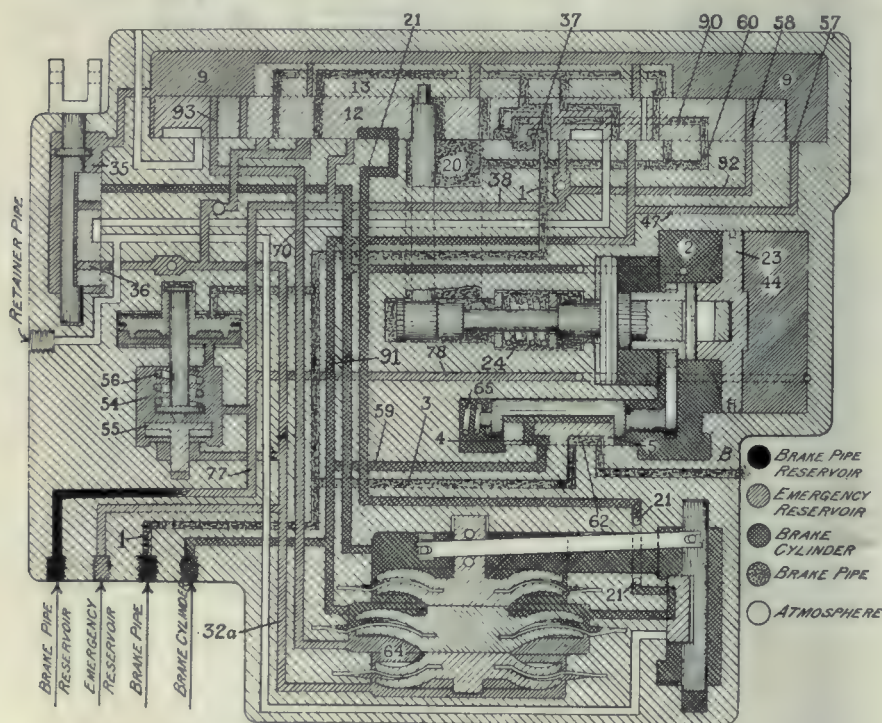 21
37
90
60
58
57
9
13
9
93
12
35
20
1
38
92
70
47
2
23
44
36
RETAINER PIPE
91
24
56
78
54
65
55
59
3
4
5
B
77
62
1
21
21
32a
64
BRAKE PIPE
RESERVOIR
EMERGENCY
RESERVOIR
BRAKE
CYLINDER
BRAKE PIPE
ATMOSPHERE
BRAKE PIPE
RESERVOIR
EMERGENCY
RESERVOIR
BRAKE PIPE
BRAKE CYLINDER